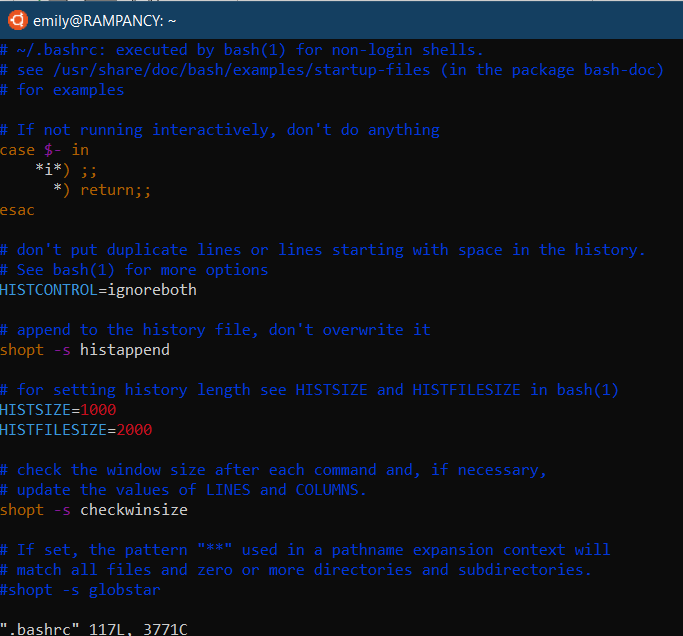 emily@RAMPANCY: ~
# ~/.bashrc: executed by bash(1) for non-login shells.
# see /usr/share/doc/bash/examples/startup-files (in the package bash-doc)
# for examples
# If not running interactively, don't do anything
case $- in
    *i*) ;;
      *) return;;
esac
# don't put duplicate lines or lines starting with space in the history.
# See bash(1) for more options
HISTCONTROL=ignoreboth
# append to the history file, don't overwrite it
shopt -s histappend
# for setting history length see HISTSIZE and HISTFILESIZE in bash(1)
HISTSIZE=1000
HISTFILESIZE=2000
# check the window size after each command and, if necessary,
# update the values of LINES and COLUMNS.
shopt -s checkwinsize
# If set, the pattern "**" used in a pathname expansion context will
# match all files and zero or more directories and subdirectories.
#shopt -s globstar
".bashrc" 117L, 3771C